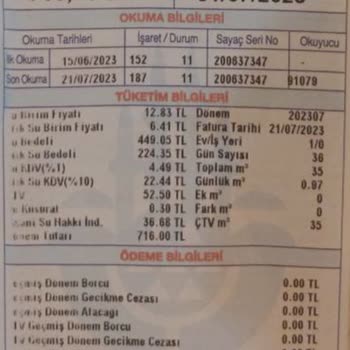 OKUMA BİLGİLERİ
Okuma Tarihleri İşaret / Durum Sayaç Seri No Okuyucu
İlk Okuma 15/06/2023 152 11 200637347 -
Son Okuma 21/07/2023 187 11 200637347 91079
TÜKETİM BİLGİLERİ
u Birim Fiyatı 12.83 TL Dönem 202307
ık Su Birim Fiyatı 6.41 TL Fatura Tarihi 21/07/2023
u Bedeli 449.05 TL Ev/İş Yeri 1/0
ık Su Bedeli 224.35 TL Gün Sayısı 36
u KDV(%1) 4.49 TL Toplam m³ 35
ık Su KDV(%10) 22.44 TL Günlük m³ 0.97
TV 52.50 TL Ek m³ 0
u Kusurat 0.30 TL Fark m³ 0
Su Hakkı İnd. 36.68 TL ÇTV m³ 35
önem Tutarı 716.00 TL
ÖDEME BİLGİLERİ
eçmiş Dönem Borcu 0.00 TL
eçmiş Dönem Gecikme Cezası 0.00 TL
Dönem Alacağı 0.00 TL
TV Geçmiş Dönem Borcu 0.00 TL
TV Geçmiş Dönem Gecikme Cezası 0.00 TL